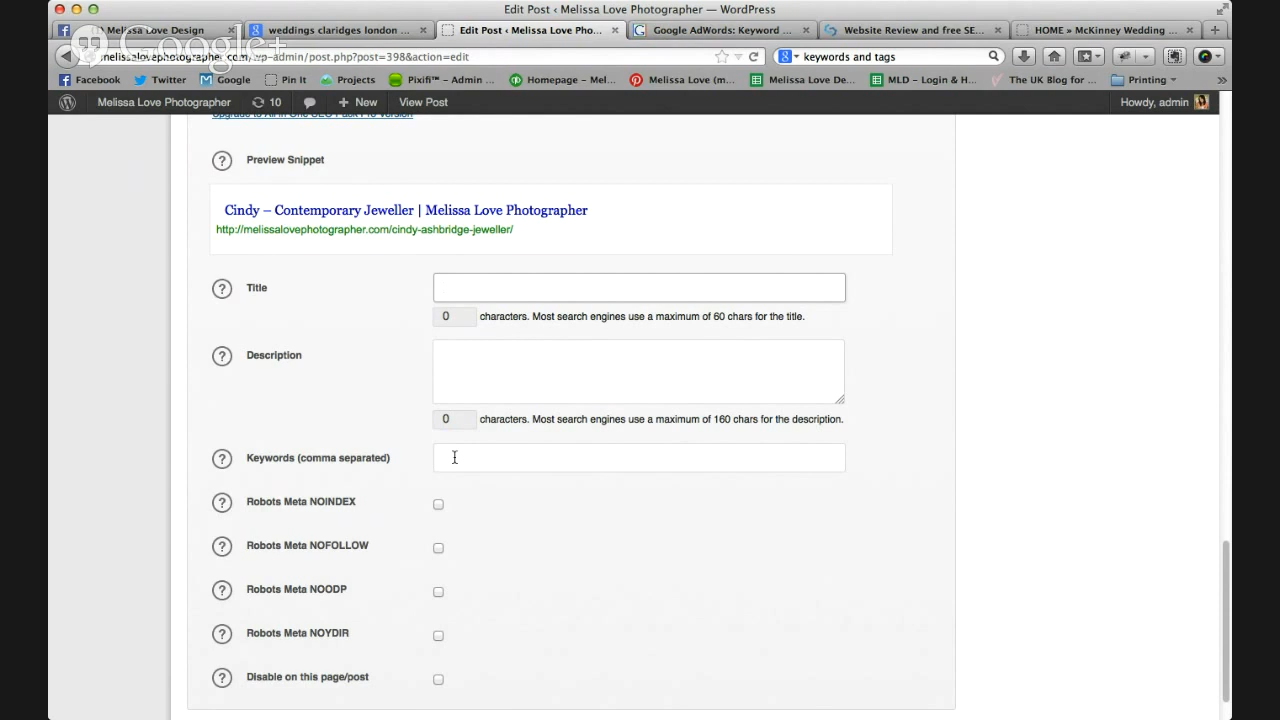 Edit Post ‹ Melissa Love Photographer — WordPress
Melissa Love Design
weddings claridges london ...
Edit Post ‹ Melissa Love Pho...
Google AdWords: Keyword ...
Website Review and free SE...
HOME » McKinney Wedding ...
Google+
melissalovephotographer.com/wp-admin/post.php?post=398&action=edit
keywords and tags
Facebook
Twitter
Google
Pin It
Projects
Pixifi™ – Admin ...
Homepage – Mel...
Melissa Love (m...
Melissa Love De...
MLD – Login & H...
The UK Blog for ...
Printing
Melissa Love Photographer
10
New
View Post
Howdy, admin
Upgrade to All in One SEO Pack Pro Version
Preview Snippet
Cindy – Contemporary Jeweller | Melissa Love Photographer
http://melissalovephotographer.com/cindy-ashbridge-jeweller/
Title
0 characters. Most search engines use a maximum of 60 chars for the title.
Description
0 characters. Most search engines use a maximum of 160 chars for the description.
Keywords (comma separated)
Robots Meta NOINDEX
Robots Meta NOFOLLOW
Robots Meta NOODP
Robots Meta NOYDIR
Disable on this page/post